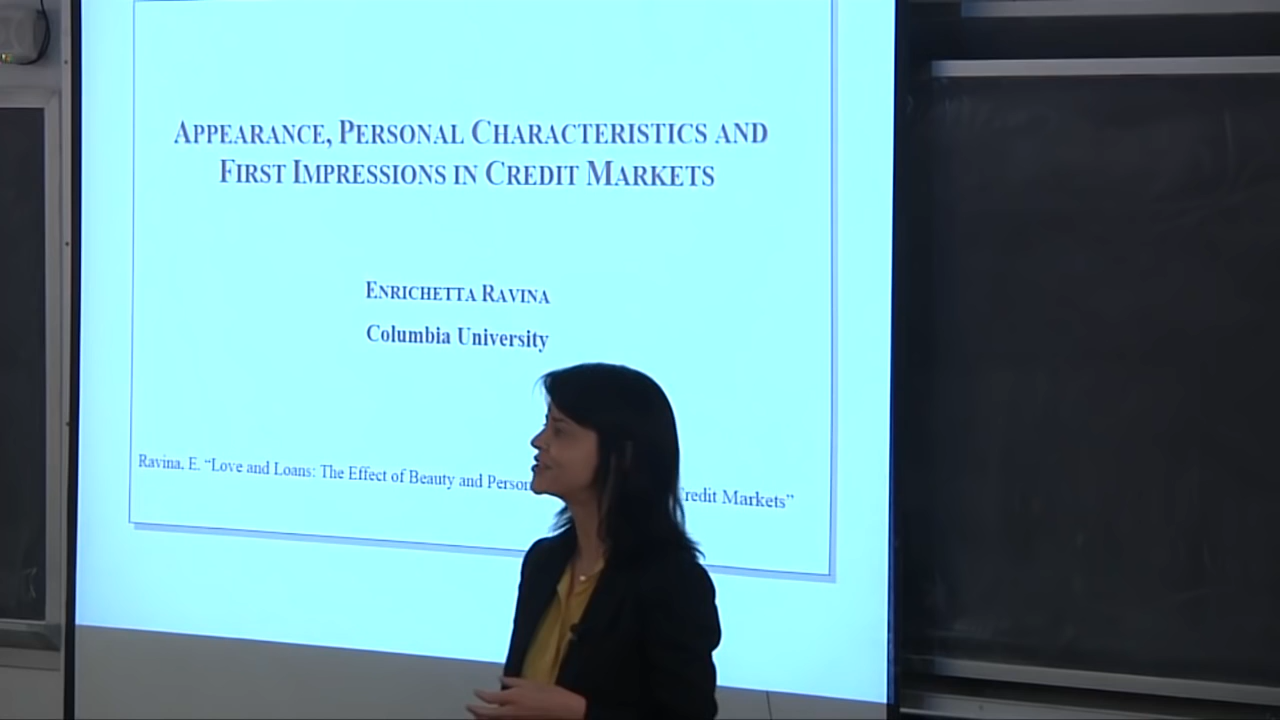 APPEARANCE, PERSONAL CHARACTERISTICS AND
FIRST IMPRESSIONS IN CREDIT MARKETS
ENRICHETTA RAVINA
Columbia University
Ravina, E. “Love and Loans: The Effect of Beauty and Credit Markets”